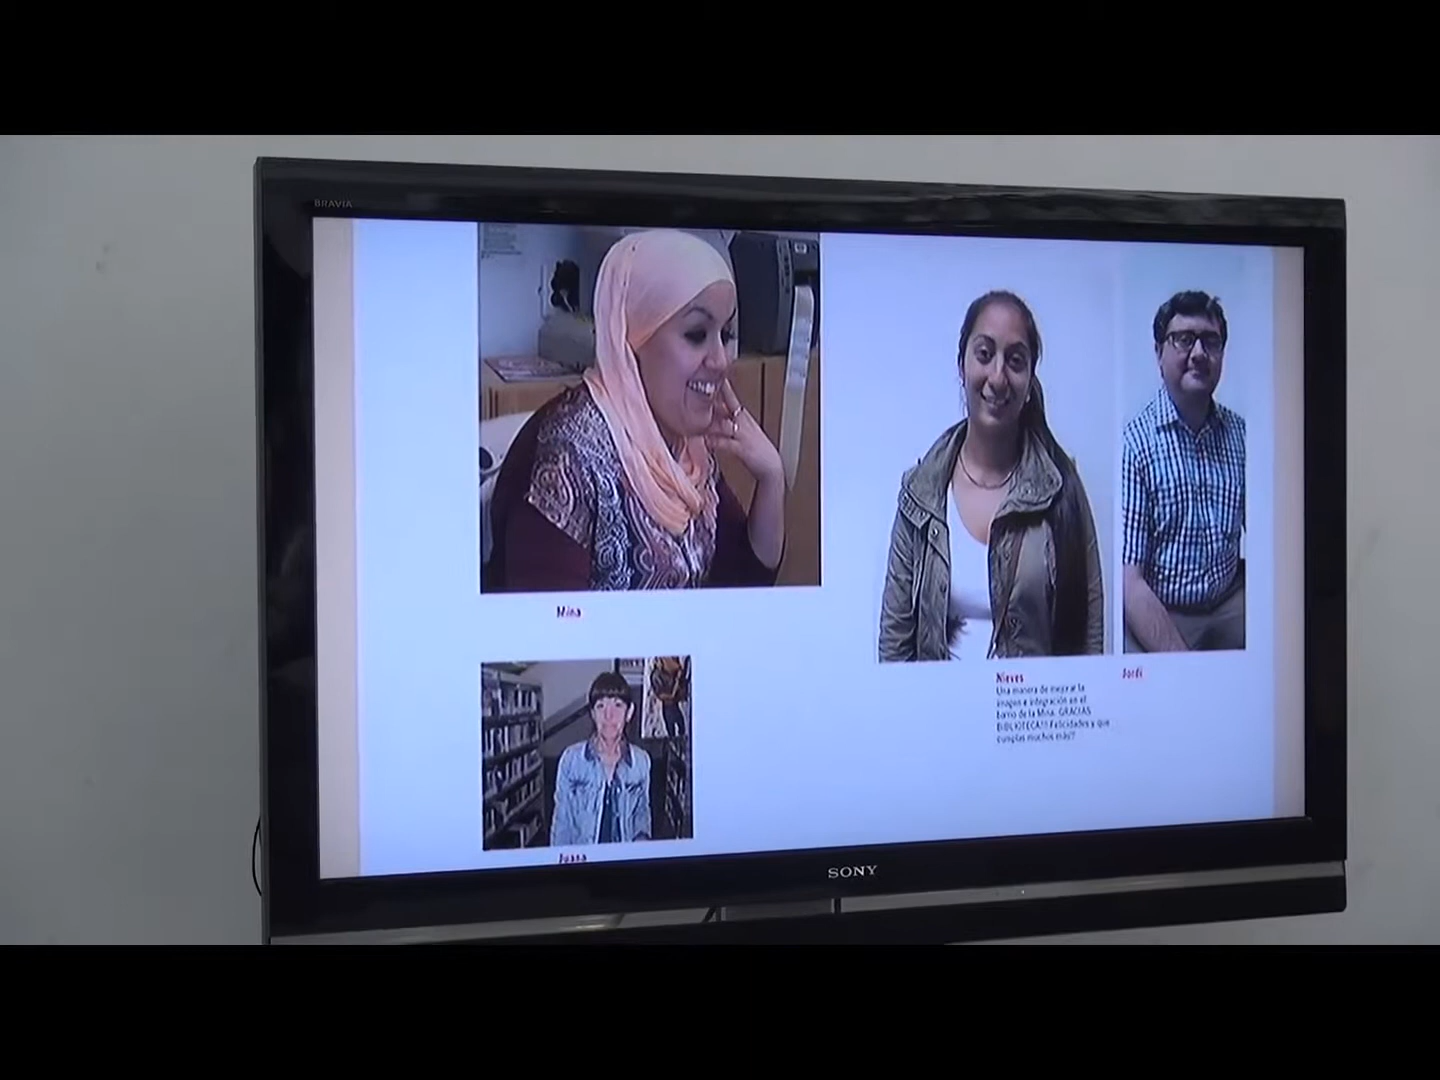 BRAVIA
Mina
Nieves
Una manera de mejorar la
imagen e integración en el
barrio de la Mina. GRACIAS
BIBLIOTECA!!! Felicidades y que
cumplas muchos más!!
Jordi
Juana
SONY